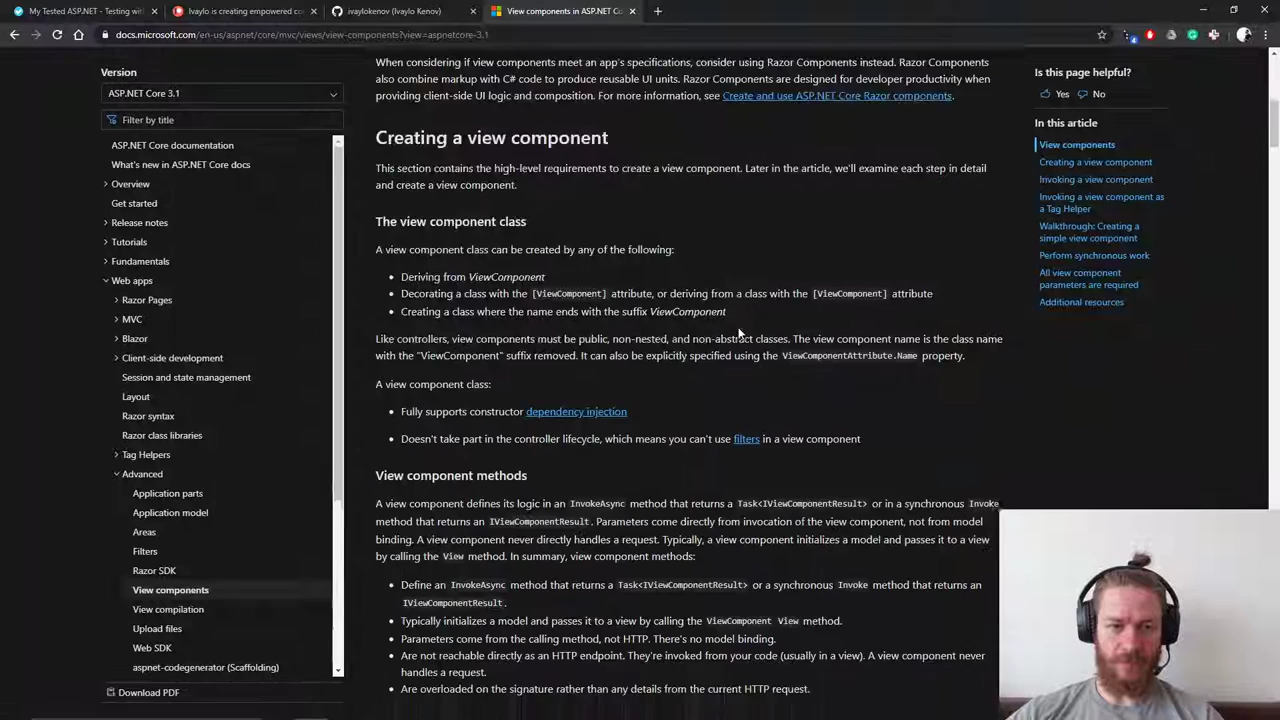 My Tested ASP.NET - Testing with
Ivaylo is creating empowered co
ivaylokenov (Ivaylo Kenov)
View components in ASP.NET Co
docs.microsoft.com/en-us/aspnet/core/mvc/views/view-components?view=aspnetcore-3.1
Version
ASP.NET Core 3.1
Filter by title
ASP.NET Core documentation
What's new in ASP.NET Core docs
Overview
Get started
Release notes
Tutorials
Fundamentals
Web apps
Razor Pages
MVC
Blazor
Client-side development
Session and state management
Layout
Razor syntax
Razor class libraries
Tag Helpers
Advanced
Application parts
Application model
Areas
Filters
Razor SDK
View components
View compilation
Upload files
Web SDK
aspnet-codegenerator (Scaffolding)
Download PDF
When considering if view components meet an app's specifications, consider using Razor Components instead. Razor Components
also combine markup with C# code to produce reusable UI units. Razor Components are designed for developer productivity when
providing client-side UI logic and composition. For more information, see Create and use ASP.NET Core Razor components.
Creating a view component
This section contains the high-level requirements to create a view component. Later in the article, we'll examine each step in detail
and create a view component.
The view component class
A view component class can be created by any of the following:
• Deriving from ViewComponent
• Decorating a class with the [ViewComponent] attribute, or deriving from a class with the [ViewComponent] attribute
• Creating a class where the name ends with the suffix ViewComponent
Like controllers, view components must be public, non-nested, and non-abstract classes. The view component name is the class name
with the "ViewComponent" suffix removed. It can also be explicitly specified using the ViewComponentAttribute.Name property.
A view component class:
• Fully supports constructor dependency injection
• Doesn't take part in the controller lifecycle, which means you can't use filters in a view component
View component methods
A view component defines its logic in an InvokeAsync method that returns a Task<IViewComponentResult> or in a synchronous Invoke
method that returns an IViewComponentResult. Parameters come directly from invocation of the view component, not from model
binding. A view component never directly handles a request. Typically, a view component initializes a model and passes it to a view
by calling the View method. In summary, view component methods:
• Define an InvokeAsync method that returns a Task<IViewComponentResult> or a synchronous Invoke method that returns an
IViewComponentResult.
• Typically initializes a model and passes it to a view by calling the ViewComponent View method.
• Parameters come from the calling method, not HTTP. There's no model binding.
• Are not reachable directly as an HTTP endpoint. They're invoked from your code (usually in a view). A view component never
handles a request.
• Are overloaded on the signature rather than any details from the current HTTP request.
Is this page helpful?
Yes No
In this article
View components
Creating a view component
Invoking a view component
Invoking a view component as
a Tag Helper
Walkthrough: Creating a
simple view component
Perform synchronous work
All view component
parameters are required
Additional resources